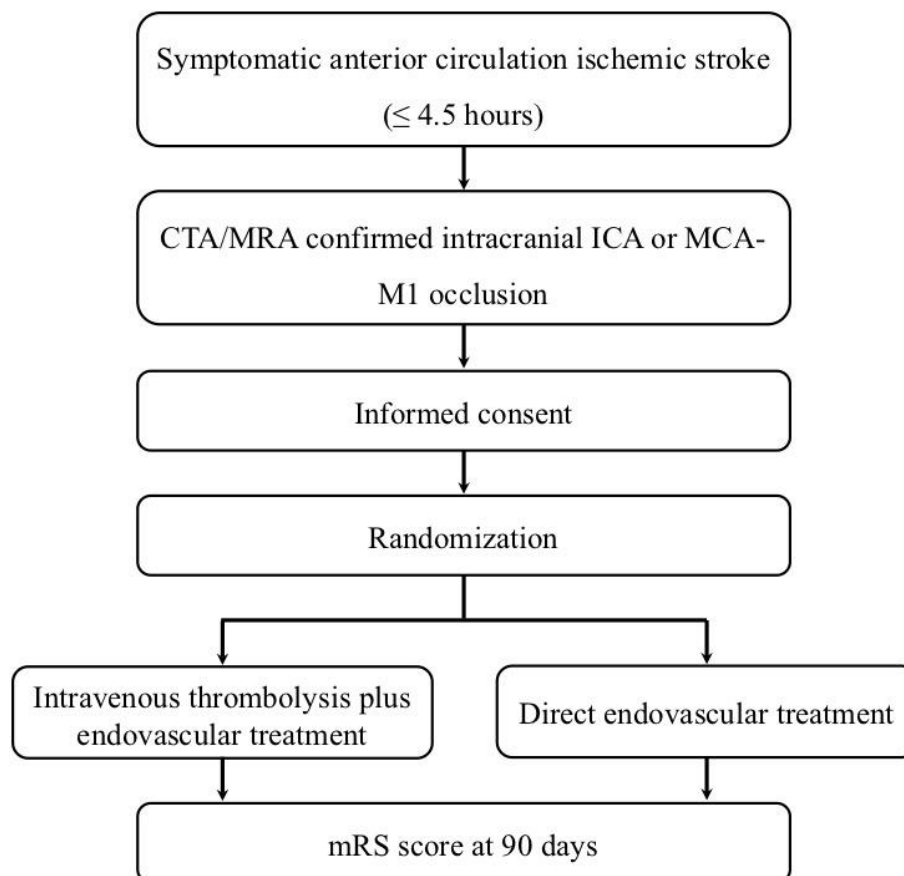 Symptomatic anterior circulation ischemic stroke
(≤ 4.5 hours)
CTA/MRA confirmed intracranial ICA or MCA-
M1 occlusion
Informed consent
Randomization
Intravenous thrombolysis plus
endovascular treatment
Direct endovascular treatment
mRS score at 90 days